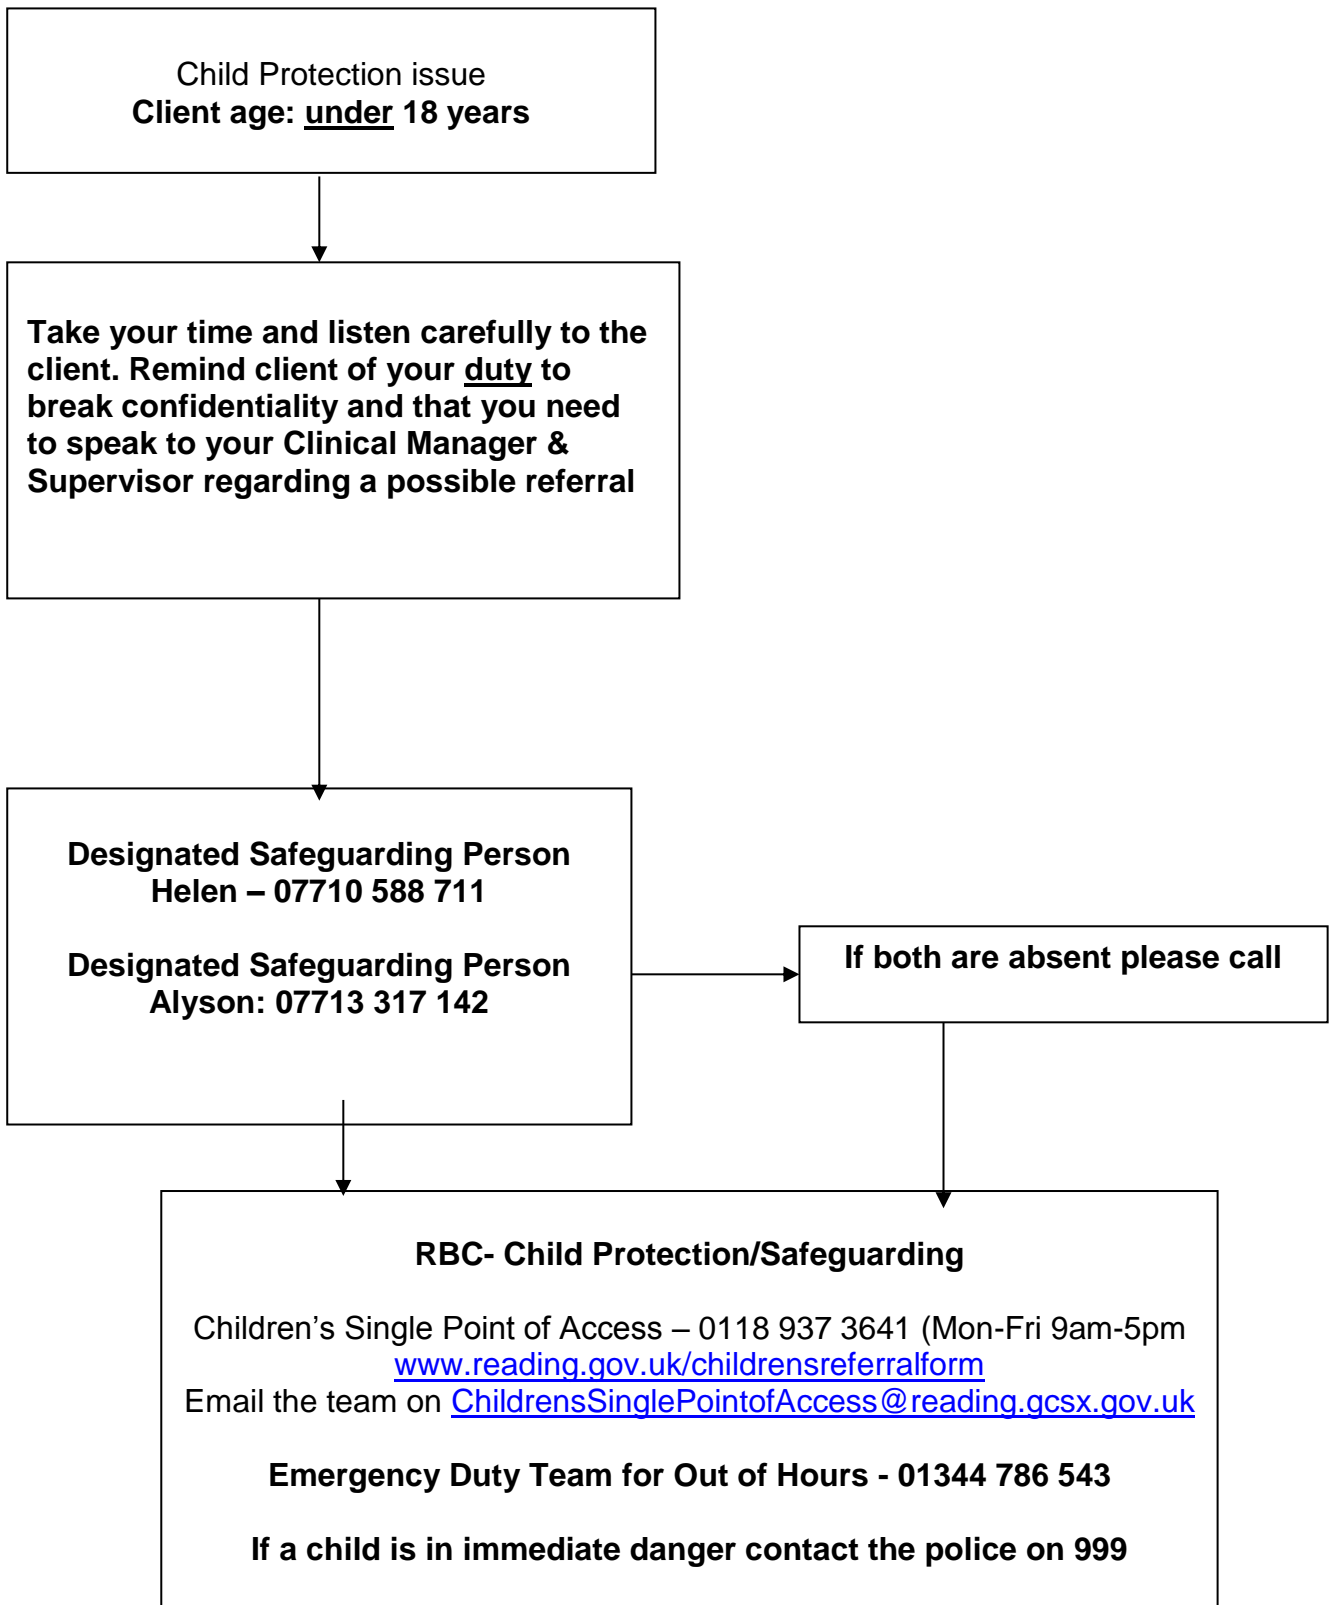 Child Protection issue
Client age: under 18 years
Take your time and listen carefully to the
client. Remind client of your duty to
break confidentiality and that you need
to speak to your Clinical Manager &
Supervisor regarding a possible referral
Designated Safeguarding Person
Helen – 07710 588 711
Designated Safeguarding Person
Alyson: 07713 317 142
If both are absent please call
RBC- Child Protection/Safeguarding
Children’s Single Point of Access – 0118 937 3641 (Mon-Fri 9am-5pm
www.reading.gov.uk/childrensreferralform
Email the team on ChildrensSinglePointofAccess@reading.gcsx.gov.uk
Emergency Duty Team for Out of Hours - 01344 786 543
If a child is in immediate danger contact the police on 999